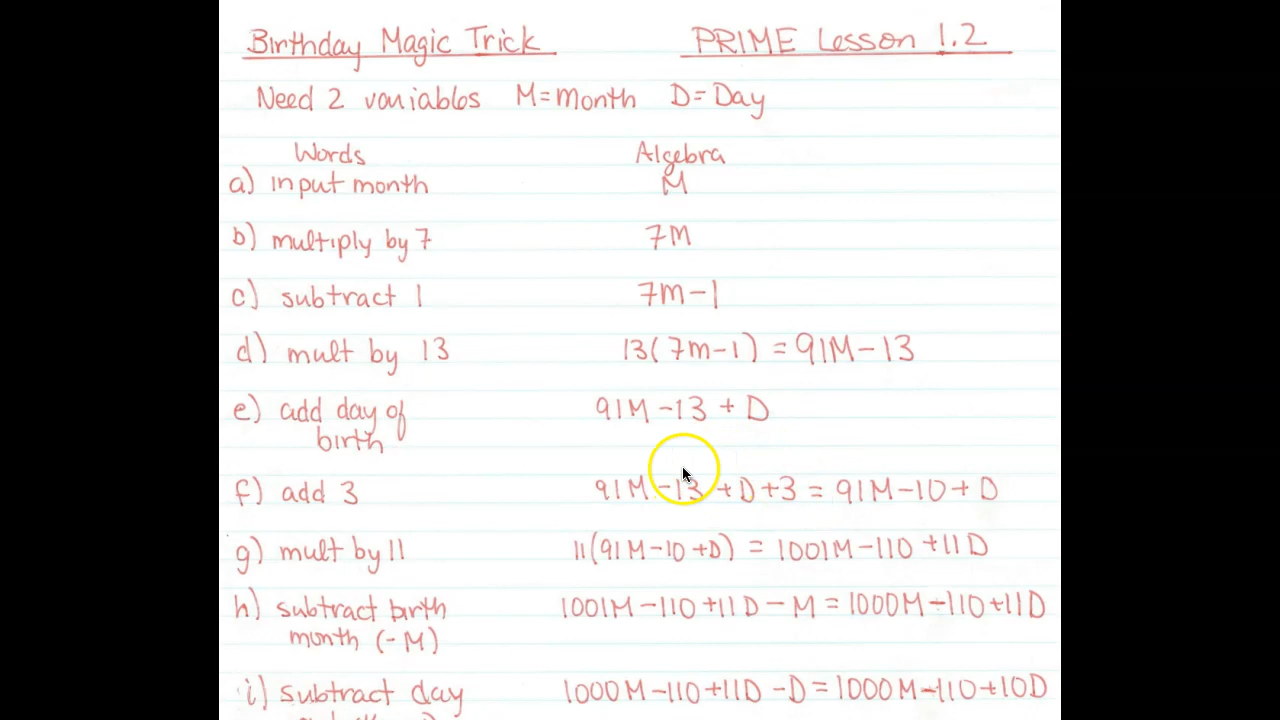 Birthday Magic Trick PRIME Lesson 1.2
Need 2 variables M=month D=Day
Words Algebra
a) input month M
b) multiply by 7 7M
c) subtract 1 7m-1
d) mult by 13 13(7m-1) = 91M-13
e) add day of 91M-13 + D
birth
f) add 3 91M-13+D+3 = 91M-10+D
g) mult by 11 11(91M-10+D) = 1001M-110+11D
h) subtract birth 1001M-110+11D-M = 1000M-110+11D
month (-M)
i) subtract day 1000M-110+11D-D = 1000M-110+10D